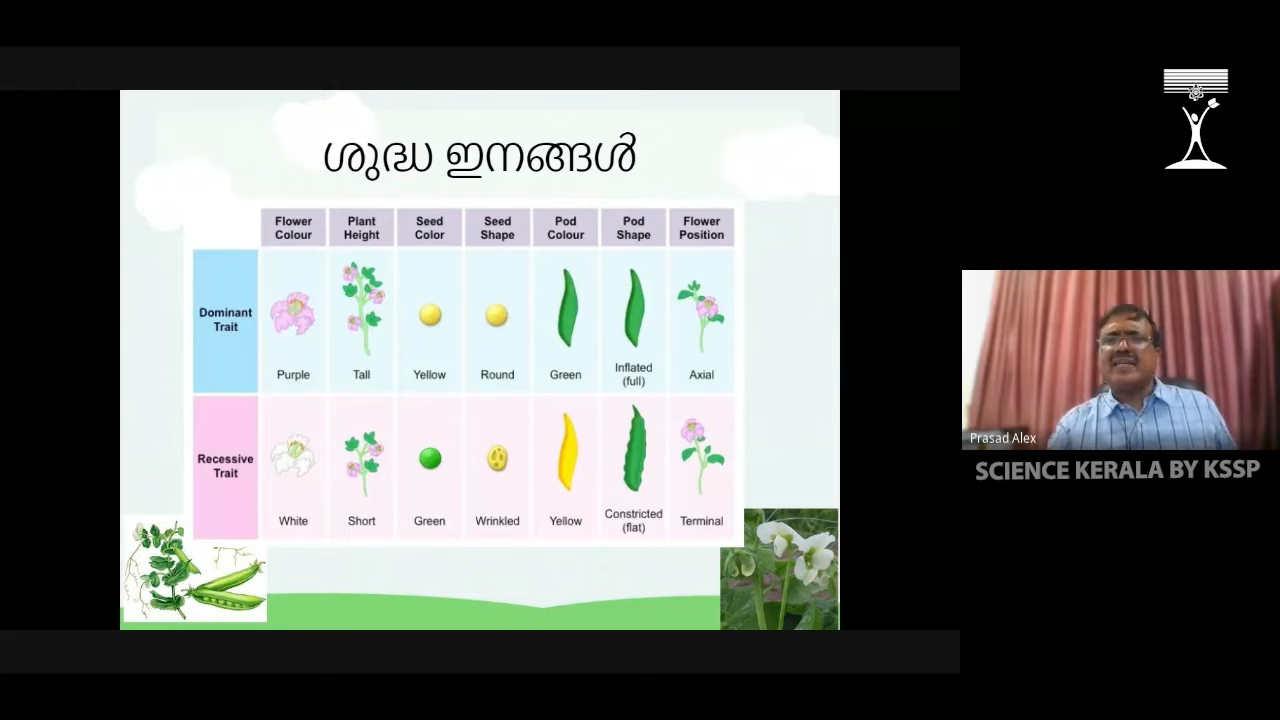 ശുദ്ധ ഇനങ്ങൾ
Flower Colour
Plant Height
Seed Color
Seed Shape
Pod Colour
Pod Shape
Flower Position
Dominant Trait
Purple
Tall
Yellow
Round
Green
Inflated (full)
Axial
Recessive Trait
White
Short
Green
Wrinkled
Yellow
Constricted (flat)
Terminal
Prasad Alex
SCIENCE KERALA BY KSSP